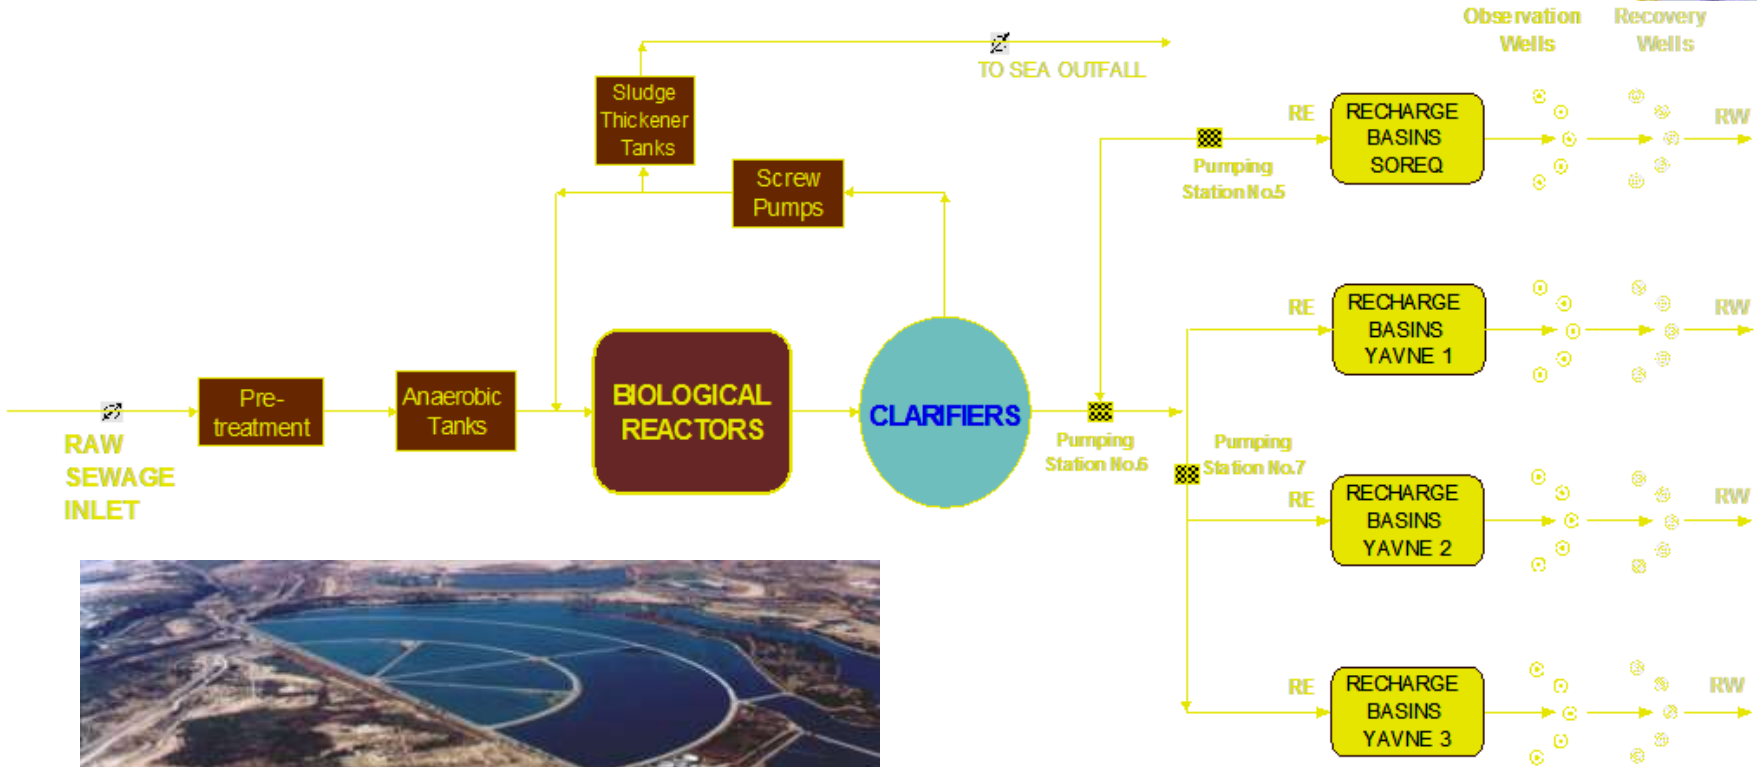 Observation
Wells
Recovery
Wells
TO SEA OUTFALL
Sludge
Thickener
Tanks
Screw
Pumps
RE
RECHARGE
BASINS
SOREQ
RW
Pumping
Station No.5
RE
RECHARGE
BASINS
YAVNE 1
RW
RAW
SEWAGE
INLET
Pre-
treatment
Anaerobic
Tanks
BIOLOGICAL
REACTORS
CLARIFIERS
Pumping
Station No.6
Pumping
Station No.7
RE
RECHARGE
BASINS
YAVNE 2
RW
RE
RECHARGE
BASINS
YAVNE 3
RW